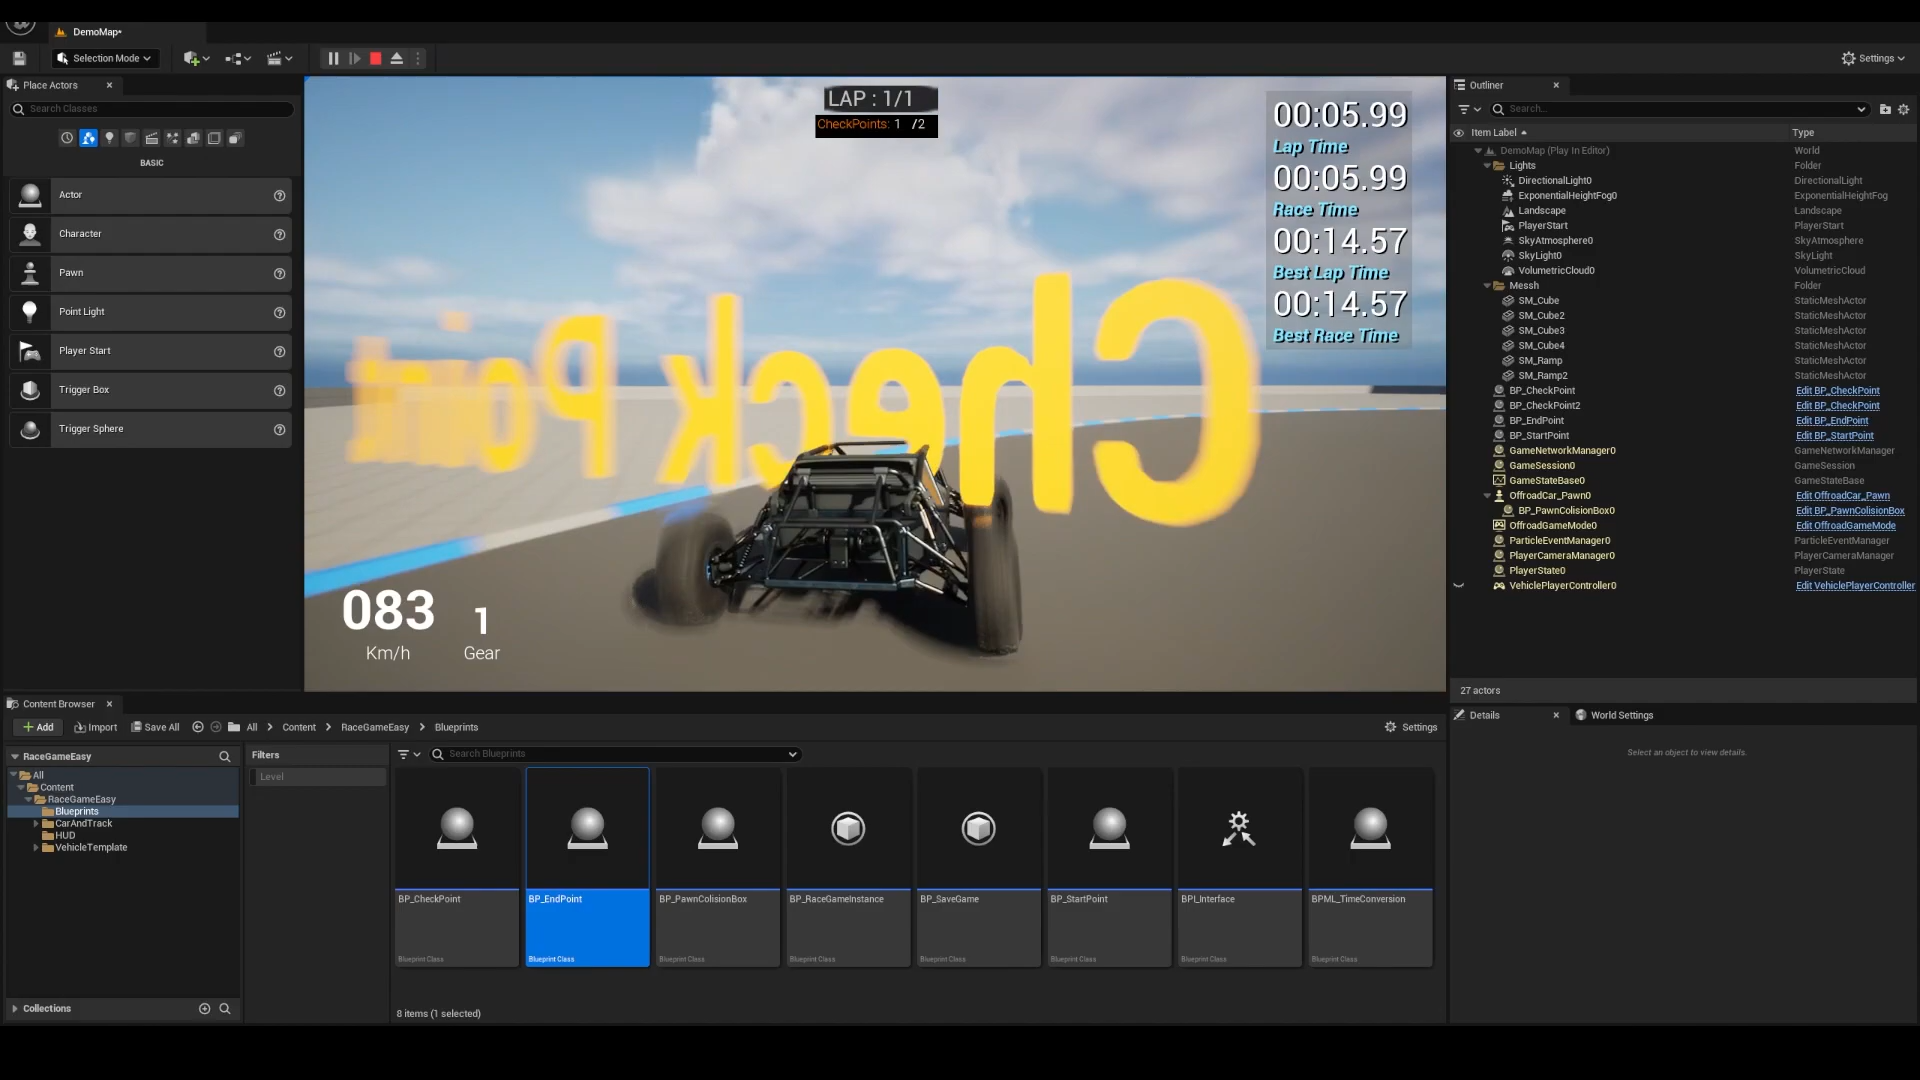 DemoMap*
Selection Mode
Settings
Place Actors
Search Classes
BASIC
Actor
Character
Pawn
Point Light
Player Start
Trigger Box
Trigger Sphere
LAP : 1/1
CheckPoints: 1 /2
00:05.99
Lap Time
00:05.99
Race Time
00:14.57
Best Lap Time
00:14.57
Best Race Time
Check Point
083
Km/h
1
Gear
Outliner
Search...
Item Label Type
DemoMap (Play In Editor) World
Lights Folder
DirectionalLight0 DirectionalLight
ExponentialHeightFog0 ExponentialHeightFog
Landscape Landscape
PlayerStart PlayerStart
SkyAtmosphere0 SkyAtmosphere
SkyLight0 SkyLight
VolumetricCloud0 VolumetricCloud
Messh Folder
SM_Cube StaticMeshActor
SM_Cube2 StaticMeshActor
SM_Cube3 StaticMeshActor
SM_Cube4 StaticMeshActor
SM_Ramp StaticMeshActor
SM_Ramp2 StaticMeshActor
BP_CheckPoint Edit BP_CheckPoint
BP_CheckPoint2 Edit BP_CheckPoint
BP_EndPoint Edit BP_EndPoint
BP_StartPoint Edit BP_StartPoint
GameNetworkManager0 GameNetworkManager
GameSession0 GameSession
GameStateBase0 GameStateBase
OffroadCar_Pawn0 Edit OffroadCar_Pawn
BP_PawnColisionBox0 Edit BP_PawnColisionBox
OffroadGameMode0 Edit OffroadGameMode
ParticleEventManager0 ParticleEventManager
PlayerCameraManager0 PlayerCameraManager
PlayerState0 PlayerState
VehiclePlayerController0 Edit VehiclePlayerController
27 actors
Details
World Settings
Select an object to view details.
Content Browser
Add Import Save All All Content RaceGameEasy Blueprints Settings
RaceGameEasy
All
Content
RaceGameEasy
Blueprints
CarAndTrack
HUD
VehicleTemplate
Collections
Filters
Level
Search Blueprints
BP_CheckPoint
Blueprint Class
BP_EndPoint
Blueprint Class
BP_PawnColisionBox
Blueprint Class
BP_RaceGameInstance
Blueprint Class
BP_SaveGame
Blueprint Class
BP_StartPoint
Blueprint Class
BPI_Interface
Blueprint Class
BPML_TimeConversion
Blueprint Class
8 items (1 selected)